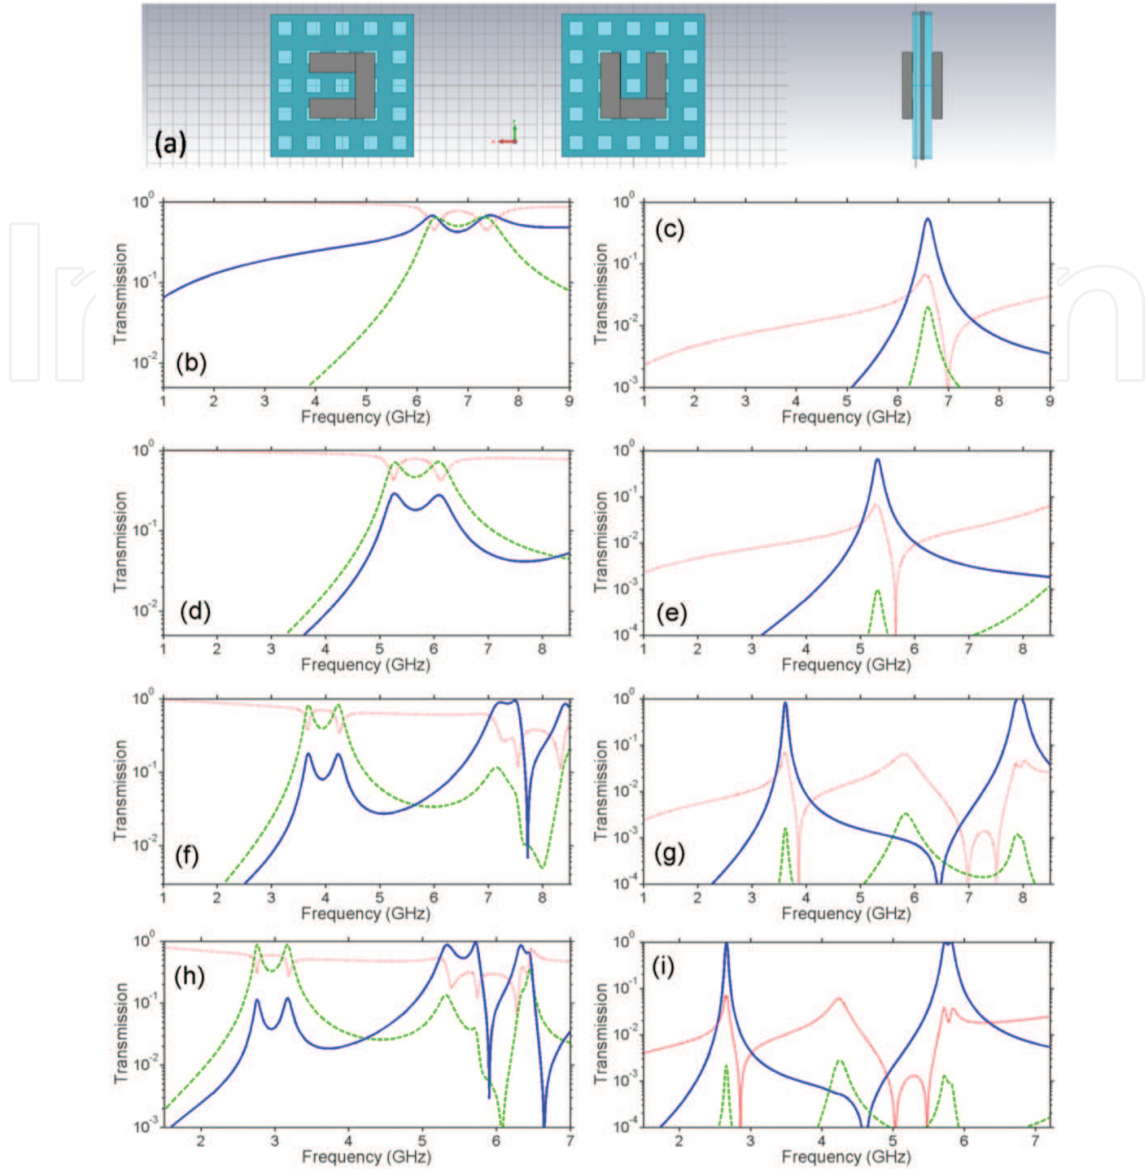 (a)
10^0
10^-1
10^-2
Transmission
(b)
1 2 3 4 5 6 7 8 9
Frequency (GHz)
10^0
10^-1
10^-2
10^-3
Transmission
(c)
1 2 3 4 5 6 7 8 9
Frequency (GHz)
10^0
10^-1
10^-2
Transmission
(d)
1 2 3 4 5 6 7 8
Frequency (GHz)
10^0
10^-1
10^-2
10^-3
10^-4
Transmission
(e)
1 2 3 4 5 6 7 8
Frequency (GHz)
10^0
10^-1
10^-2
Transmission
(f)
1 2 3 4 5 6 7 8
Frequency (GHz)
10^0
10^-1
10^-2
10^-3
10^-4
Transmission
(g)
1 2 3 4 5 6 7 8
Frequency (GHz)
10^0
10^-1
10^-2
10^-3
Transmission
(h)
2 3 4 5 6 7
Frequency (GHz)
10^0
10^-1
10^-2
10^-3
10^-4
Transmission
(i)
2 3 4 5 6 7
Frequency (GHz)